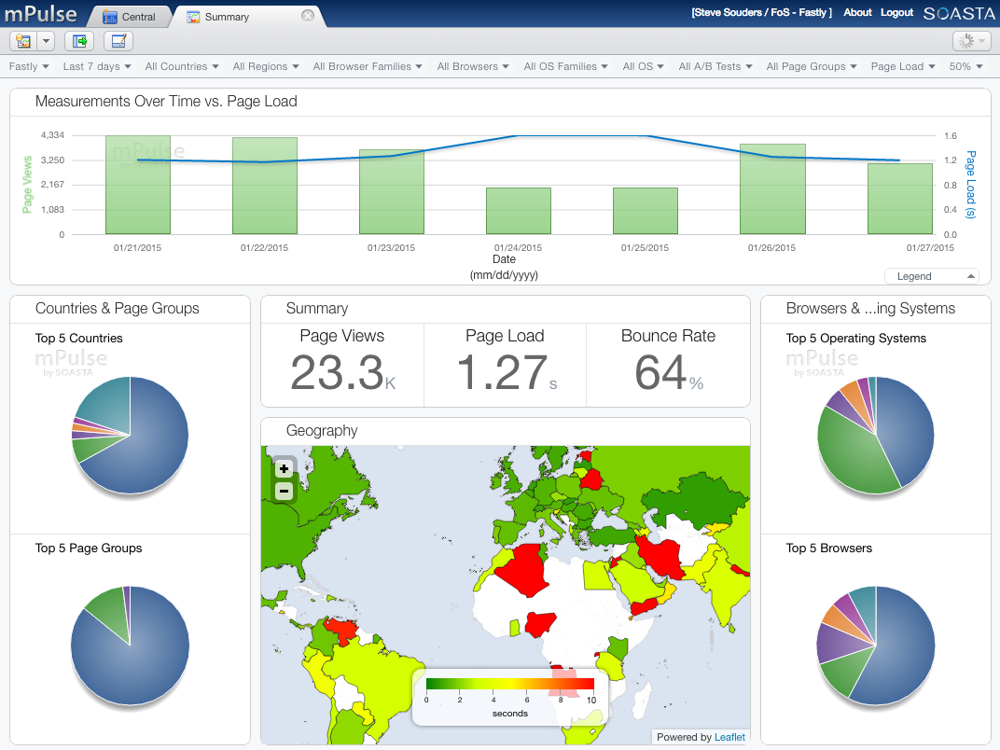 mPulse
Central
Summary
[Steve Souders / FoS - Fastly ]
About
Logout
SOASTA
Fastly
Last 7 days
All Countries
All Regions
All Browser Families
All Browsers
All OS Families
All OS
All A/B Tests
All Page Groups
Page Load
50%
Measurements Over Time vs. Page Load
mPulse
by SOASTA
Page Views
4,334
3,250
2,167
1,083
0
1.6
1.2
0.8
0.4
0.0
Page Load (s)
01/21/2015
01/22/2015
01/23/2015
01/24/2015
01/25/2015
01/26/2015
01/27/2015
Date
(mm/dd/yyyy)
Legend
Countries & Page Groups
Top 5 Countries
mPulse
by SOASTA
Top 5 Page Groups
Summary
Page Views
23.3K
Page Load
1.27 s
Bounce Rate
64%
Geography
+
−
0
2
4
6
8
10
seconds
Powered by Leaflet
Browsers & ...ing Systems
Top 5 Operating Systems
mPulse
by SOASTA
Top 5 Browsers